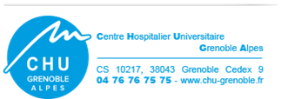 CHU
GRENOBLE
ALPES
Centre Hospitalier Universitaire
Grenoble Alpes
CS 10217, 38043 Grenoble Cedex 9
04 76 76 75 75 - www.chu-grenoble.fr